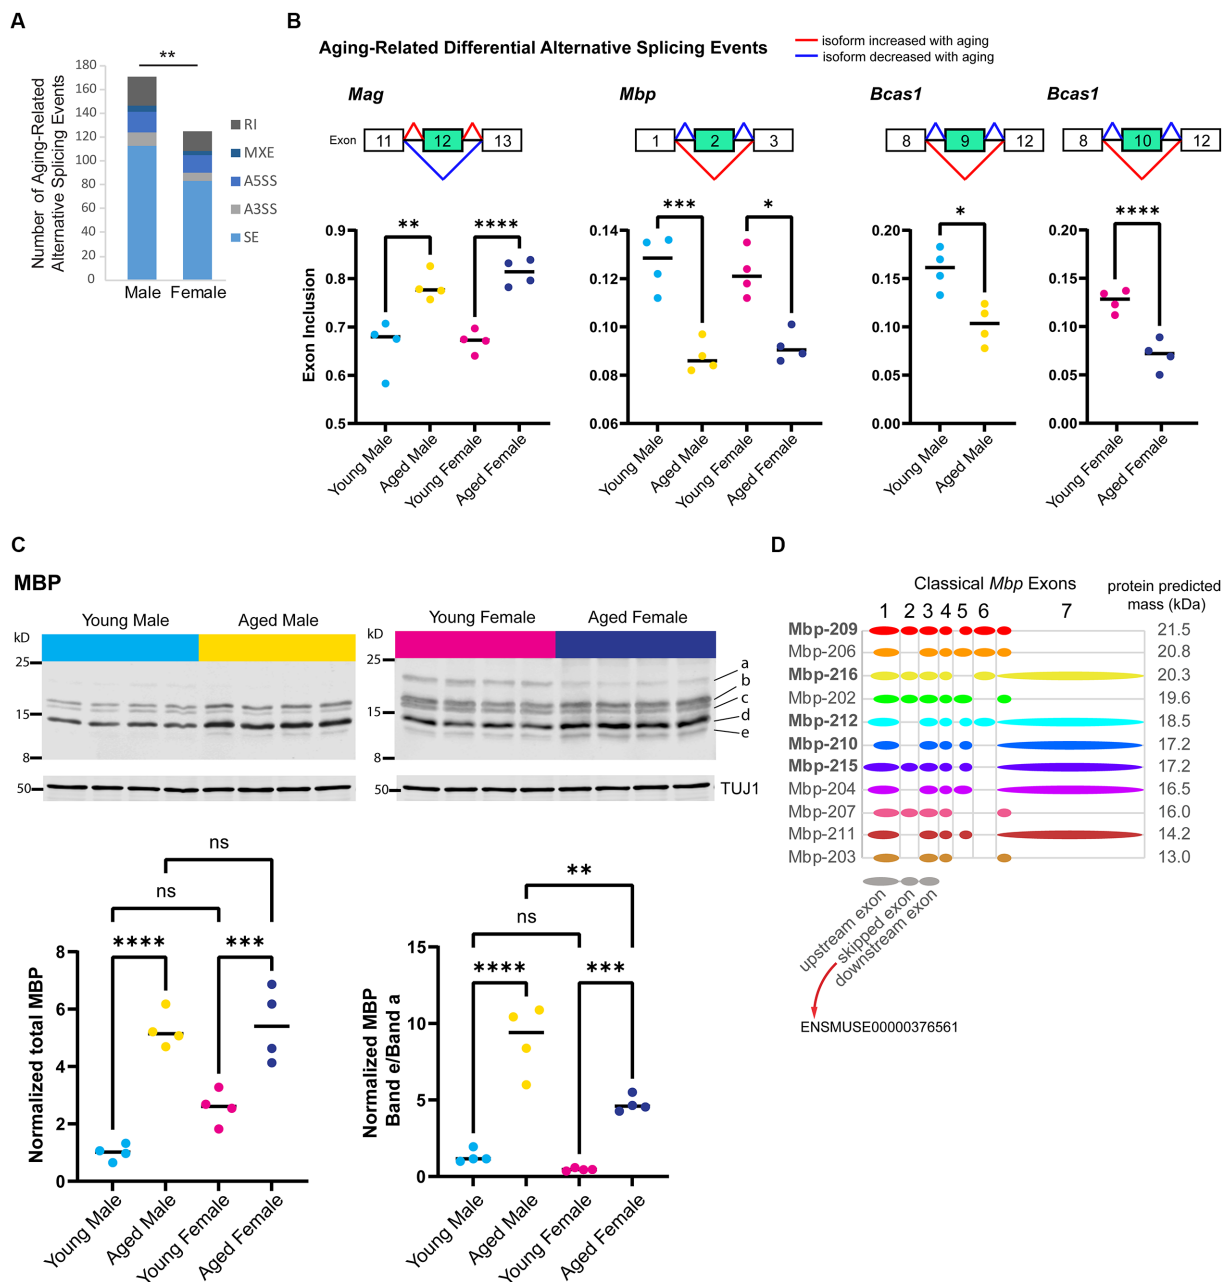 A
**
Number of Aging-Related
Alternative Splicing Events
180
160
140
120
100
80
60
40
20
0
Male Female
RI
MXE
A5SS
A3SS
SE
B
Aging-Related Differential Alternative Splicing Events
isoform increased with aging
isoform decreased with aging
Mag
Exon 11 12 13
Mbp
1 2 3
Bcas1
8 9 12
Bcas1
8 10 12
Exon Inclusion
0.9
0.8
0.7
0.6
0.5
** ****
Young Male
Aged Male
Young Female
Aged Female
0.14
0.12
0.10
0.08
0.06
*** *
Young Male
Aged Male
Young Female
Aged Female
0.20
0.15
0.10
0.05
0.00
*
Young Male
Aged Male
0.20
0.15
0.10
0.05
0.00
****
Young Female
Aged Female
C
MBP
Young Male Aged Male
kD
25
15
8
50
Young Female Aged Female
kD
25
15
8
50
a
b
c
d
e
TUJ1
Normalized total MBP
8
6
4
2
0
ns
ns
**** ***
Young Male
Aged Male
Young Female
Aged Female
Normalized MBP
Band e/Band a
15
10
5
0
**
ns
**** ***
Young Male
Aged Male
Young Female
Aged Female
D
Classical Mbp Exons
protein predicted
mass (kDa)
1 2 3 4 5 6 7
Mbp-209 21.5
Mbp-206 20.8
Mbp-216 20.3
Mbp-202 19.6
Mbp-212 18.5
Mbp-210 17.2
Mbp-215 17.2
Mbp-204 16.5
Mbp-207 16.0
Mbp-211 14.2
Mbp-203 13.0
upstream exon
skipped exon
downstream exon
ENSMUSE00000376561